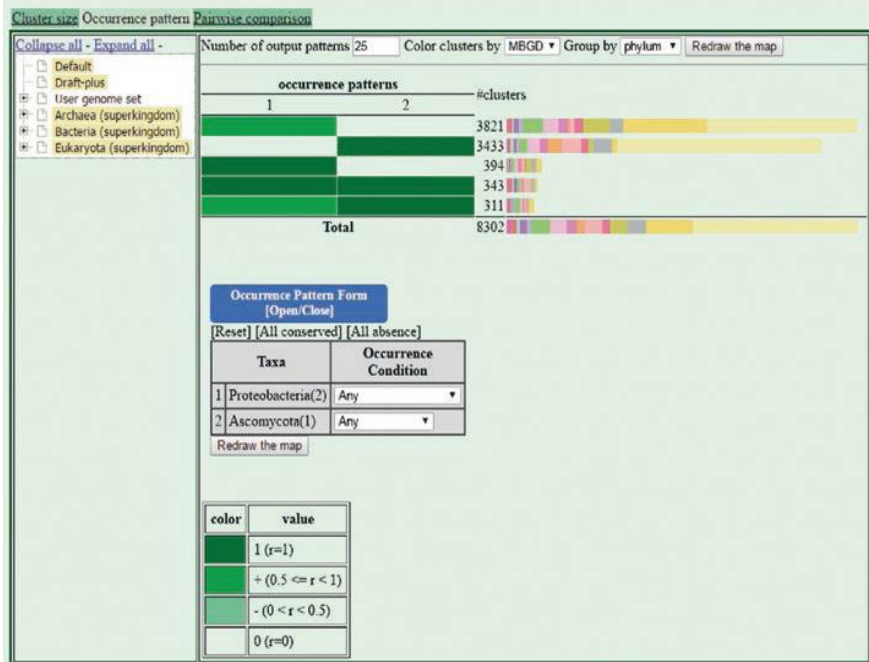 Cluster size Occurrence pattern Pairwise comparison
Collapse all - Expand all -
Default
Draft-plus
User genome set
Archaea (superkingdom)
Bacteria (superkingdom)
Eukaryota (superkingdom)
Number of output patterns 25 Color clusters by MBGD Group by phylum Redraw the map
occurrence patterns #clusters
1 2
3821
3433
394
343
311
Total 8302
Occurrence Pattern Form
[Open/Close]
[Reset] [All conserved] [All absence]
Taxa Occurrence Condition
1 Proteobacteria(2) Any
2 Ascomycota(1) Any
Redraw the map
color value
1 (r=1)
+ (0.5 <= r < 1)
- (0 < r < 0.5)
0 (r=0)